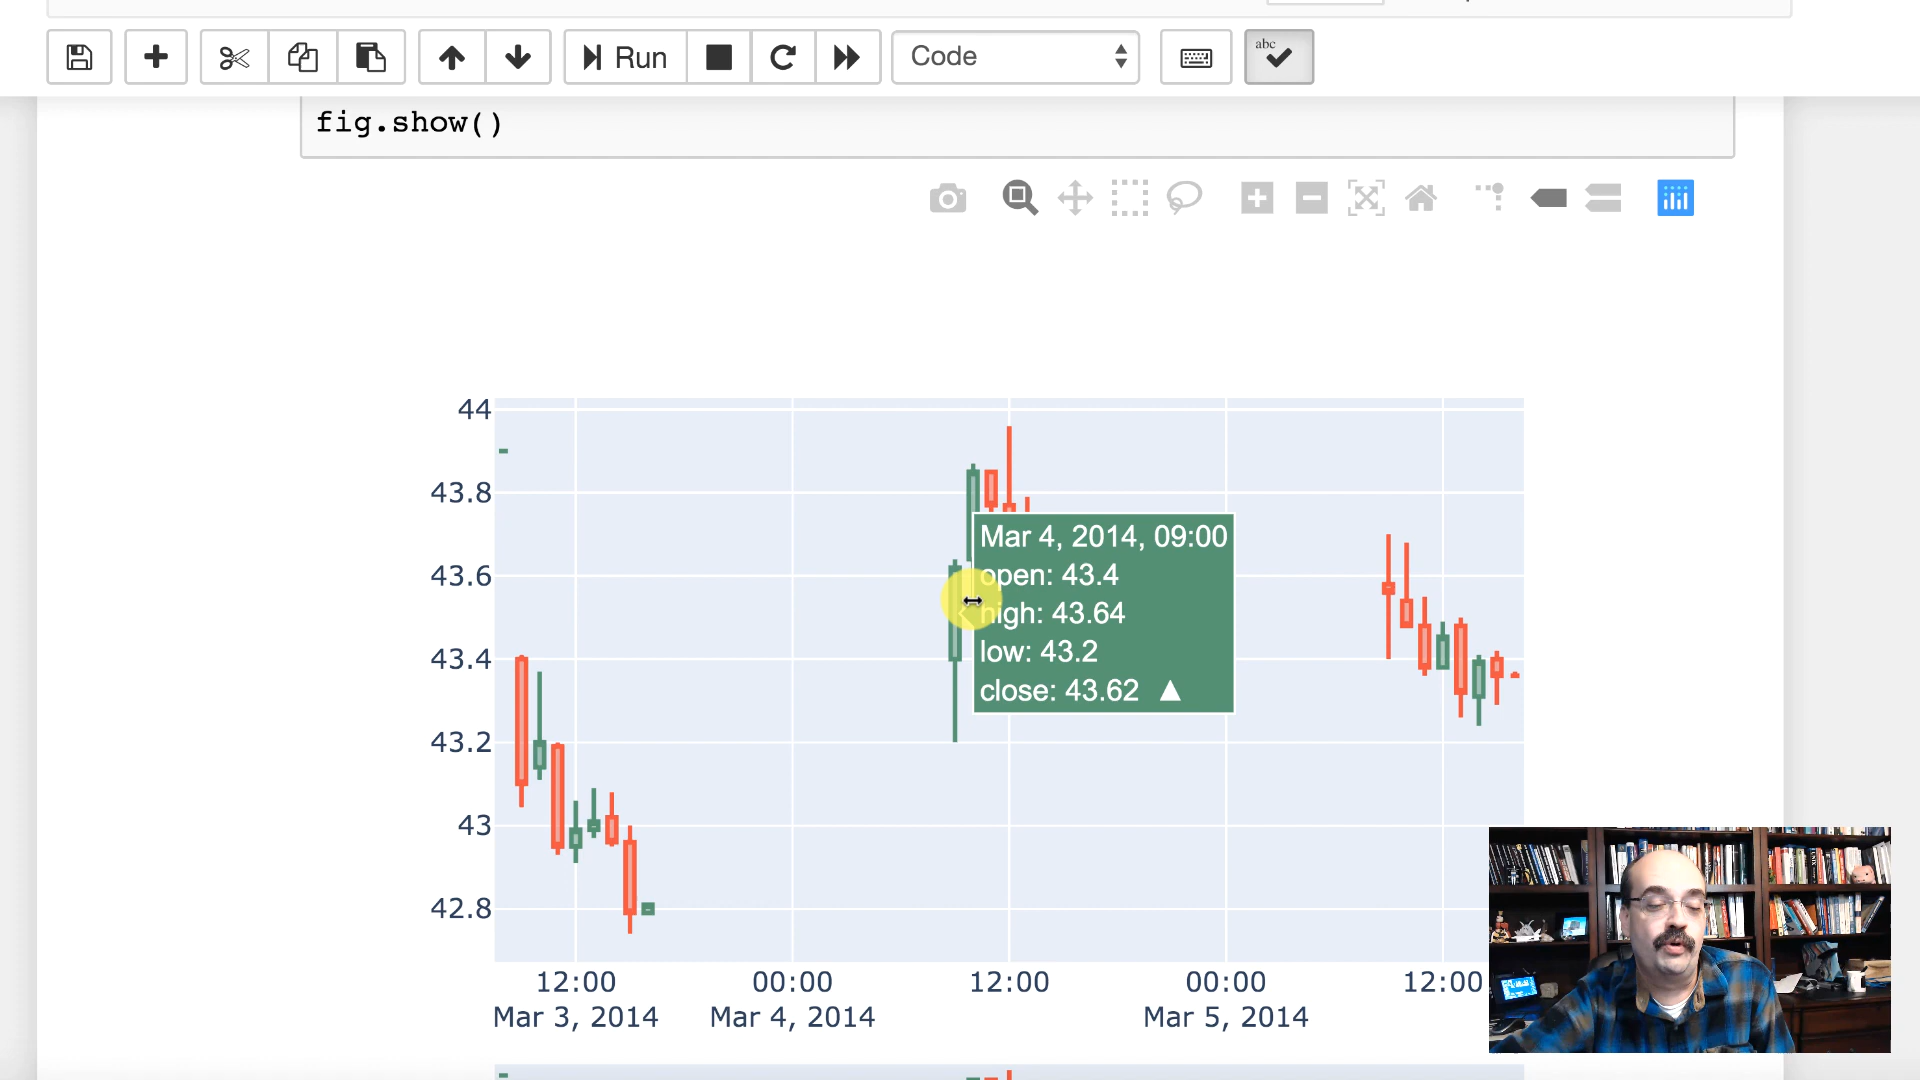 Run
Code
abc
fig.show()
44
43.8
43.6
43.4
43.2
43
42.8
Mar 4, 2014, 09:00
open: 43.4
high: 43.64
low: 43.2
close: 43.62 ▲
12:00
00:00
12:00
00:00
12:00
Mar 3, 2014
Mar 4, 2014
Mar 5, 2014